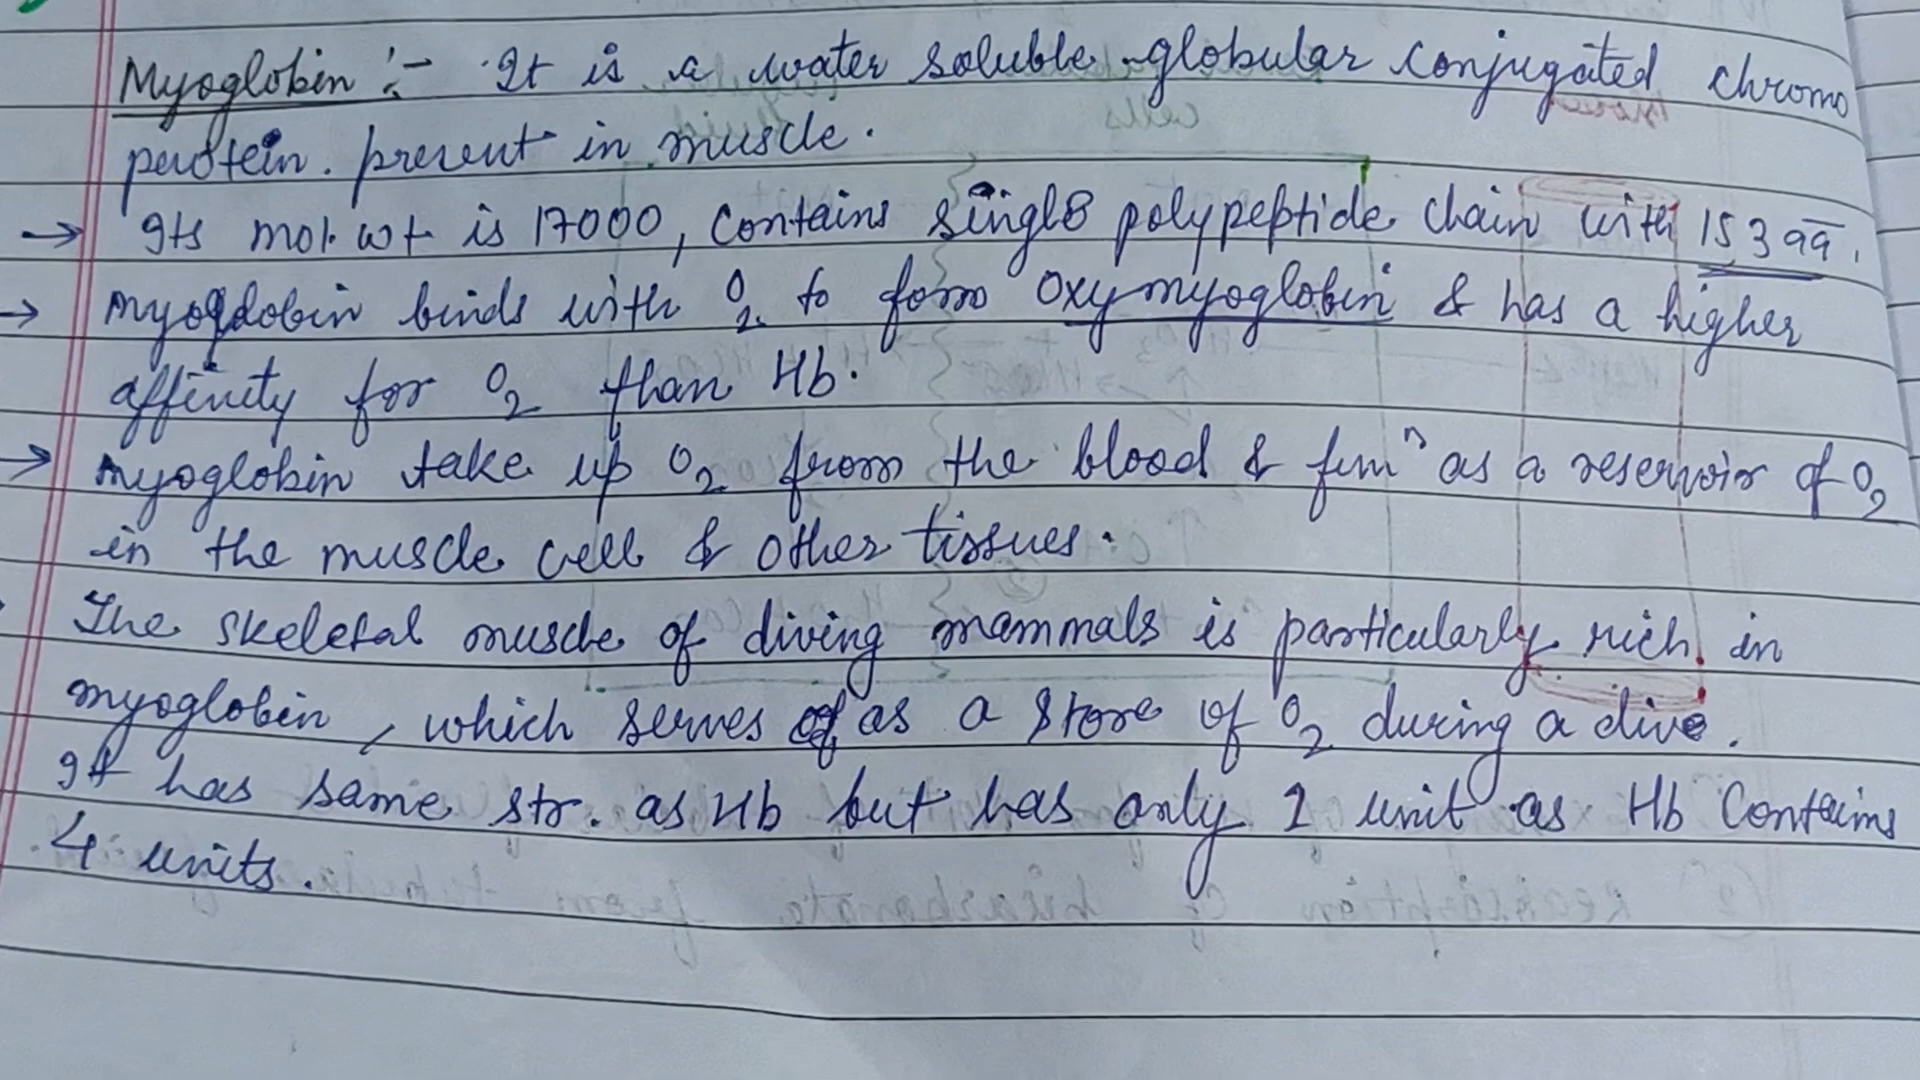 Myoglobin :- It is a water soluble globular conjugated chromo
protein. present in muscle.
→ Its mol. wt is 17000, contains single polypeptide chain with 153 aa.
→ Myoglobin binds with O₂ to form Oxymyoglobin & has a higher
affinity for O₂ than Hb.
→ Myoglobin take up O₂ from the blood & funⁿ as a reservoir of O₂
in the muscle cell & other tissues.
The skeletal muscle of diving mammals is particularly rich in
myoglobin, which serves as a store of O₂ during a dive.
It has same str. as Hb but has only 1 unit as Hb Contains
4 units.